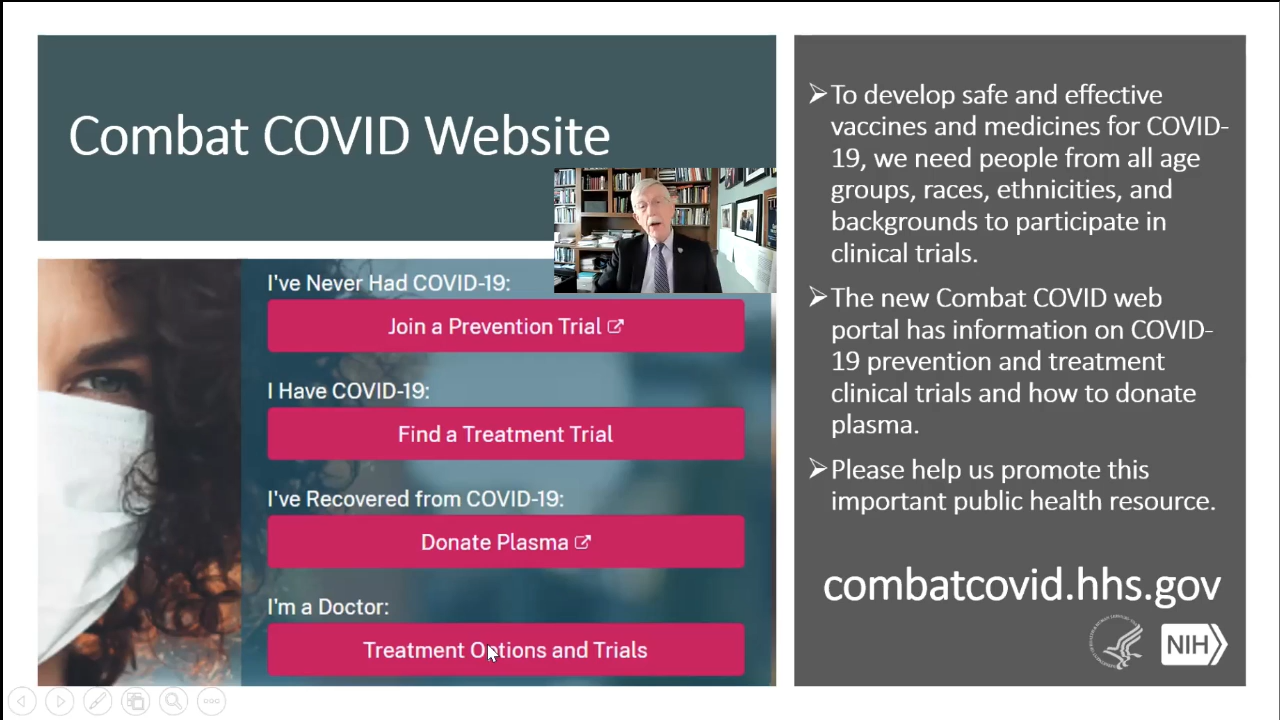 Combat COVID Website
I've Never Had COVID-19:
Join a Prevention Trial
I Have COVID-19:
Find a Treatment Trial
I've Recovered from COVID-19:
Donate Plasma
I'm a Doctor:
Treatment Options and Trials
To develop safe and effective
vaccines and medicines for COVID-
19, we need people from all age
groups, races, ethnicities, and
backgrounds to participate in
clinical trials.
The new Combat COVID web
portal has information on COVID-
19 prevention and treatment
clinical trials and how to donate
plasma.
Please help us promote this
important public health resource.
combatcovid.hhs.gov
NIH